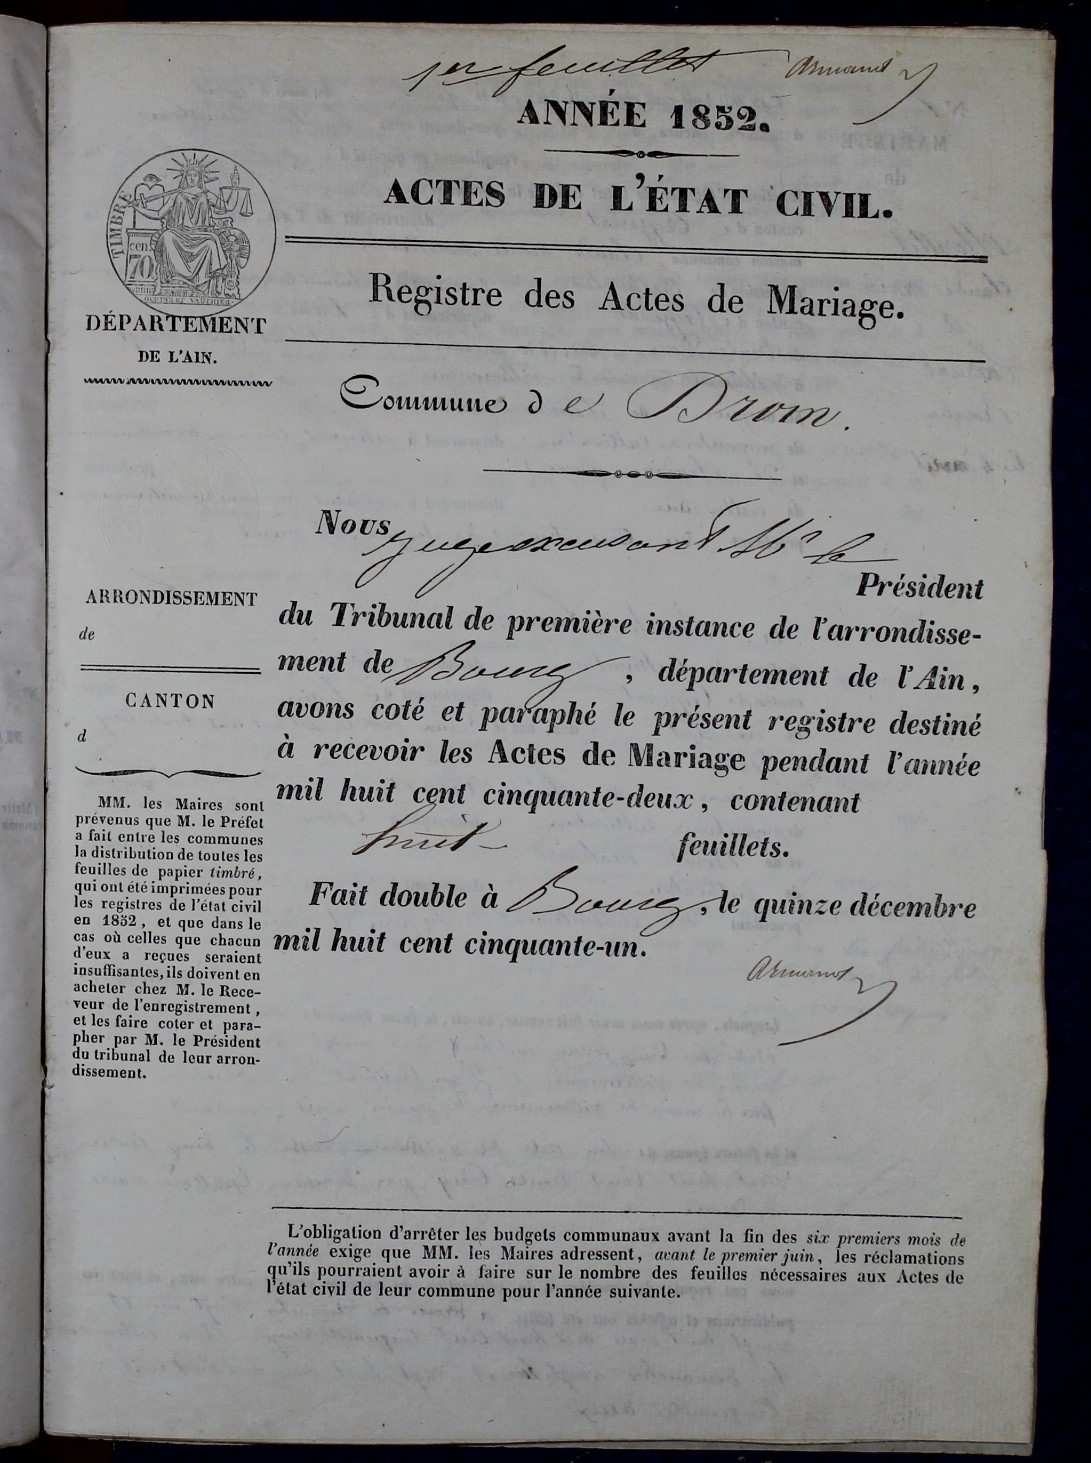 1er feuillet
ANNÉE 1852.
ACTES DE L'ÉTAT CIVIL.
TIMBRE
cen.
70
Registre des Actes de Mariage.
DÉPARTEMENT
DE L'AIN.
Commune de Drom.
Nous juge excusant Mr le
Président
du Tribunal de première instance de l'arrondisse-
ment de Bourg, département de l'Ain,
avons coté et paraphé le présent registre destiné
à recevoir les Actes de Mariage pendant l'année
mil huit cent cinquante-deux, contenant
huit feuillets.
Fait double à Bourg, le quinze décembre
mil huit cent cinquante-un.
ARRONDISSEMENT
de
CANTON
d
MM. les Maires sont
prévenus que M. le Préfet
a fait entre les communes
la distribution de toutes les
feuilles de papier timbré,
qui ont été imprimées pour
les registres de l'état civil
en 1852, et que dans le
cas où celles que chacun
d'eux a reçues seraient
insuffisantes, ils doivent en
acheter chez M. le Rece-
veur de l'enregistrement,
et les faire coter et para-
pher par M. le Président
du tribunal de leur arron-
dissement.
L'obligation d'arrêter les budgets communaux avant la fin des six premiers mois de
l'année exige que MM. les Maires adressent, avant le premier juin, les réclamations
qu'ils pourraient avoir à faire sur le nombre des feuilles nécessaires aux Actes de
l'état civil de leur commune pour l'année suivante.